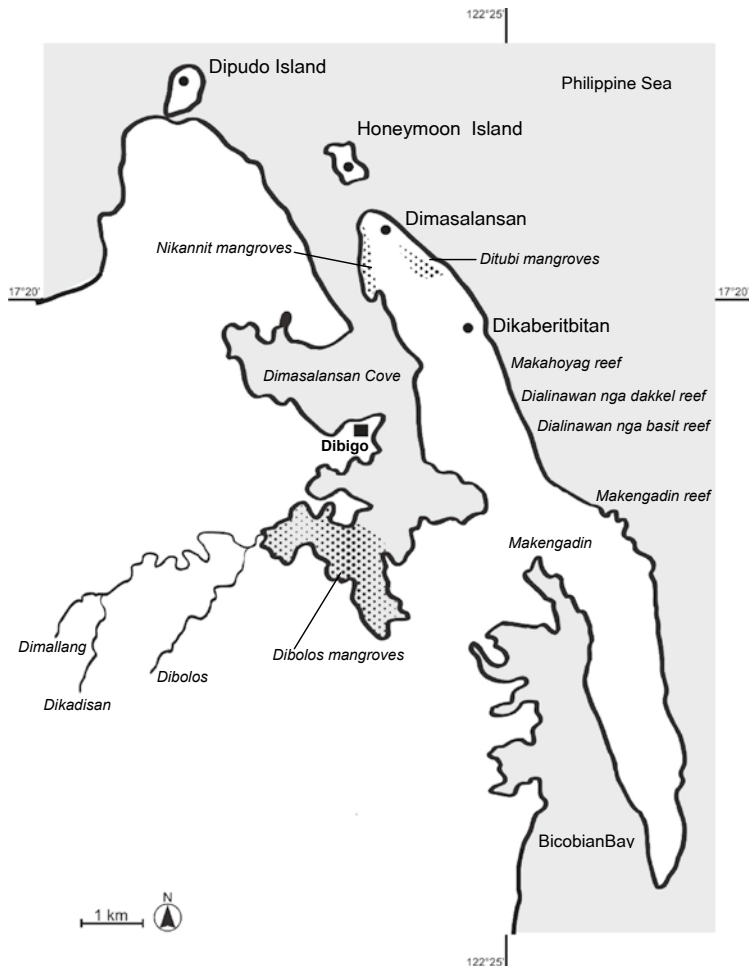 122°25'
Dipudo Island
Philippine Sea
Honeymoon Island
Dimasalansan
Nikannit mangroves
Ditubi mangroves
17°20'
17°20'
Dikaberitbitan
Makahoyag reef
Dimasalansan Cove
Dialinawan nga dakkel reef
Dialinawan nga basit reef
Dibigo
Makengadin reef
Makengadin
Dimallang
Dibolos mangroves
Dibolos
Dikadisan
BicobianBay
N
1 km
122°25'